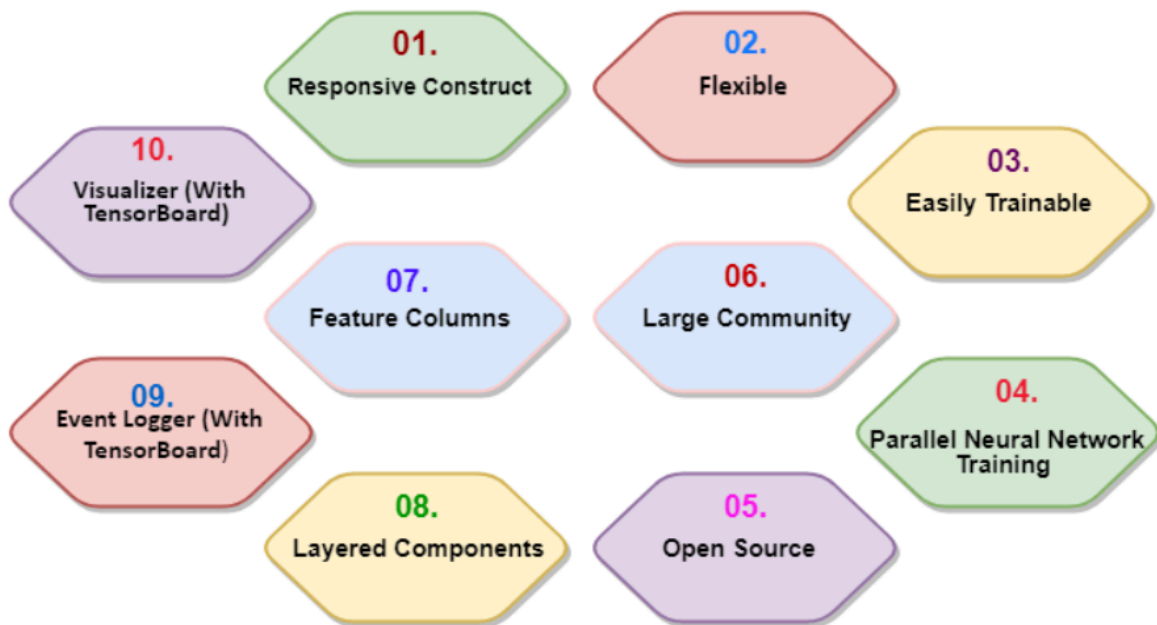 01.
Responsive Construct
02.
Flexible
10.
Visualizer (With
TensorBoard)
03.
Easily Trainable
07.
Feature Columns
06.
Large Community
09.
Event Logger (With
TensorBoard)
04.
Parallel Neural Network
Training
08.
Layered Components
05.
Open Source